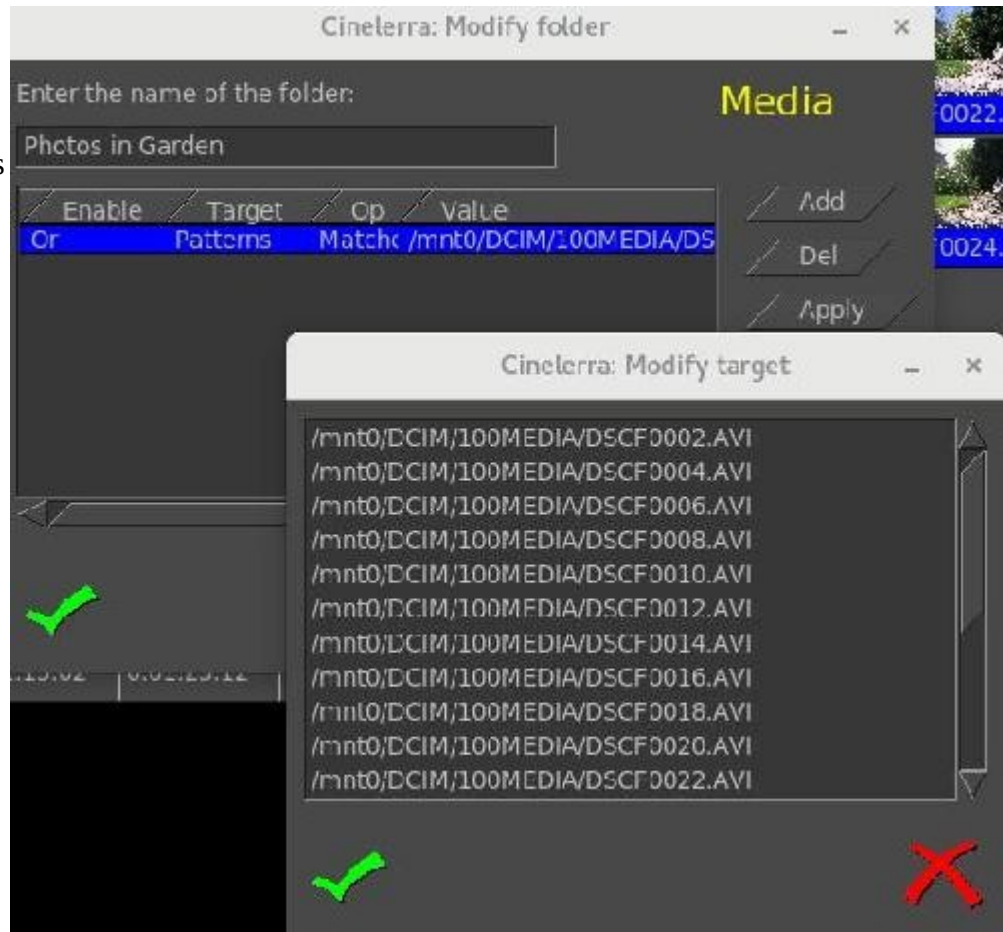 Cinelerra: Modify folder
Enter the name of the folder:
Media
0022.
Photos in Garden
s
Enable Target Op Value
Add
Or Patterns Matche /mnt0/DCIM/100MEDIA/DS
Del
0024.
Apply
Cinelerra: Modify target
/mnt0/DCIM/100MEDIA/DSCF0002.AVI
/mnt0/DCIM/100MEDIA/DSCF0004.AVI
/mnt0/DCIM/100MEDIA/DSCF0006.AVI
/mnt0/DCIM/100MEDIA/DSCF0008.AVI
/mnt0/DCIM/100MEDIA/DSCF0010.AVI
/mnt0/DCIM/100MEDIA/DSCF0012.AVI
/mnt0/DCIM/100MEDIA/DSCF0014.AVI
/mnt0/DCIM/100MEDIA/DSCF0016.AVI
/mnt0/DCIM/100MEDIA/DSCF0018.AVI
/mnt0/DCIM/100MEDIA/DSCF0020.AVI
/mnt0/DCIM/100MEDIA/DSCF0022.AVI